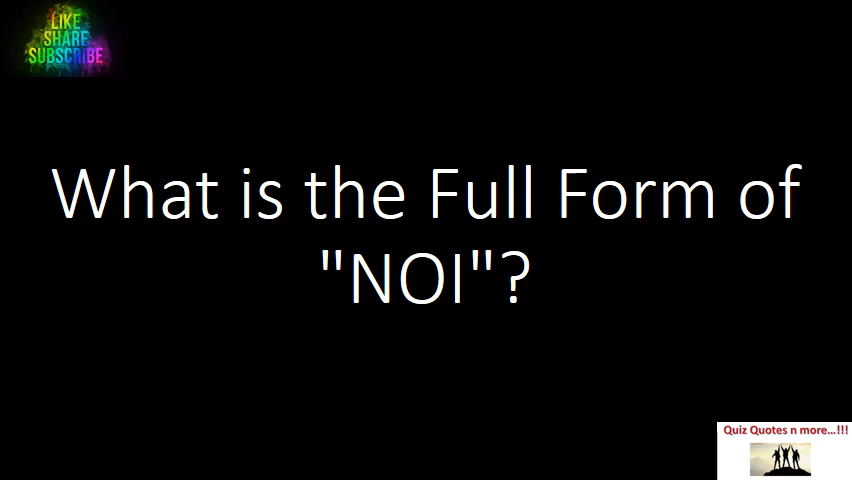 LIKE
SHARE
SUBSCRIBE
What is the Full Form of
"NOI"?
Quiz Quotes n more...!!!